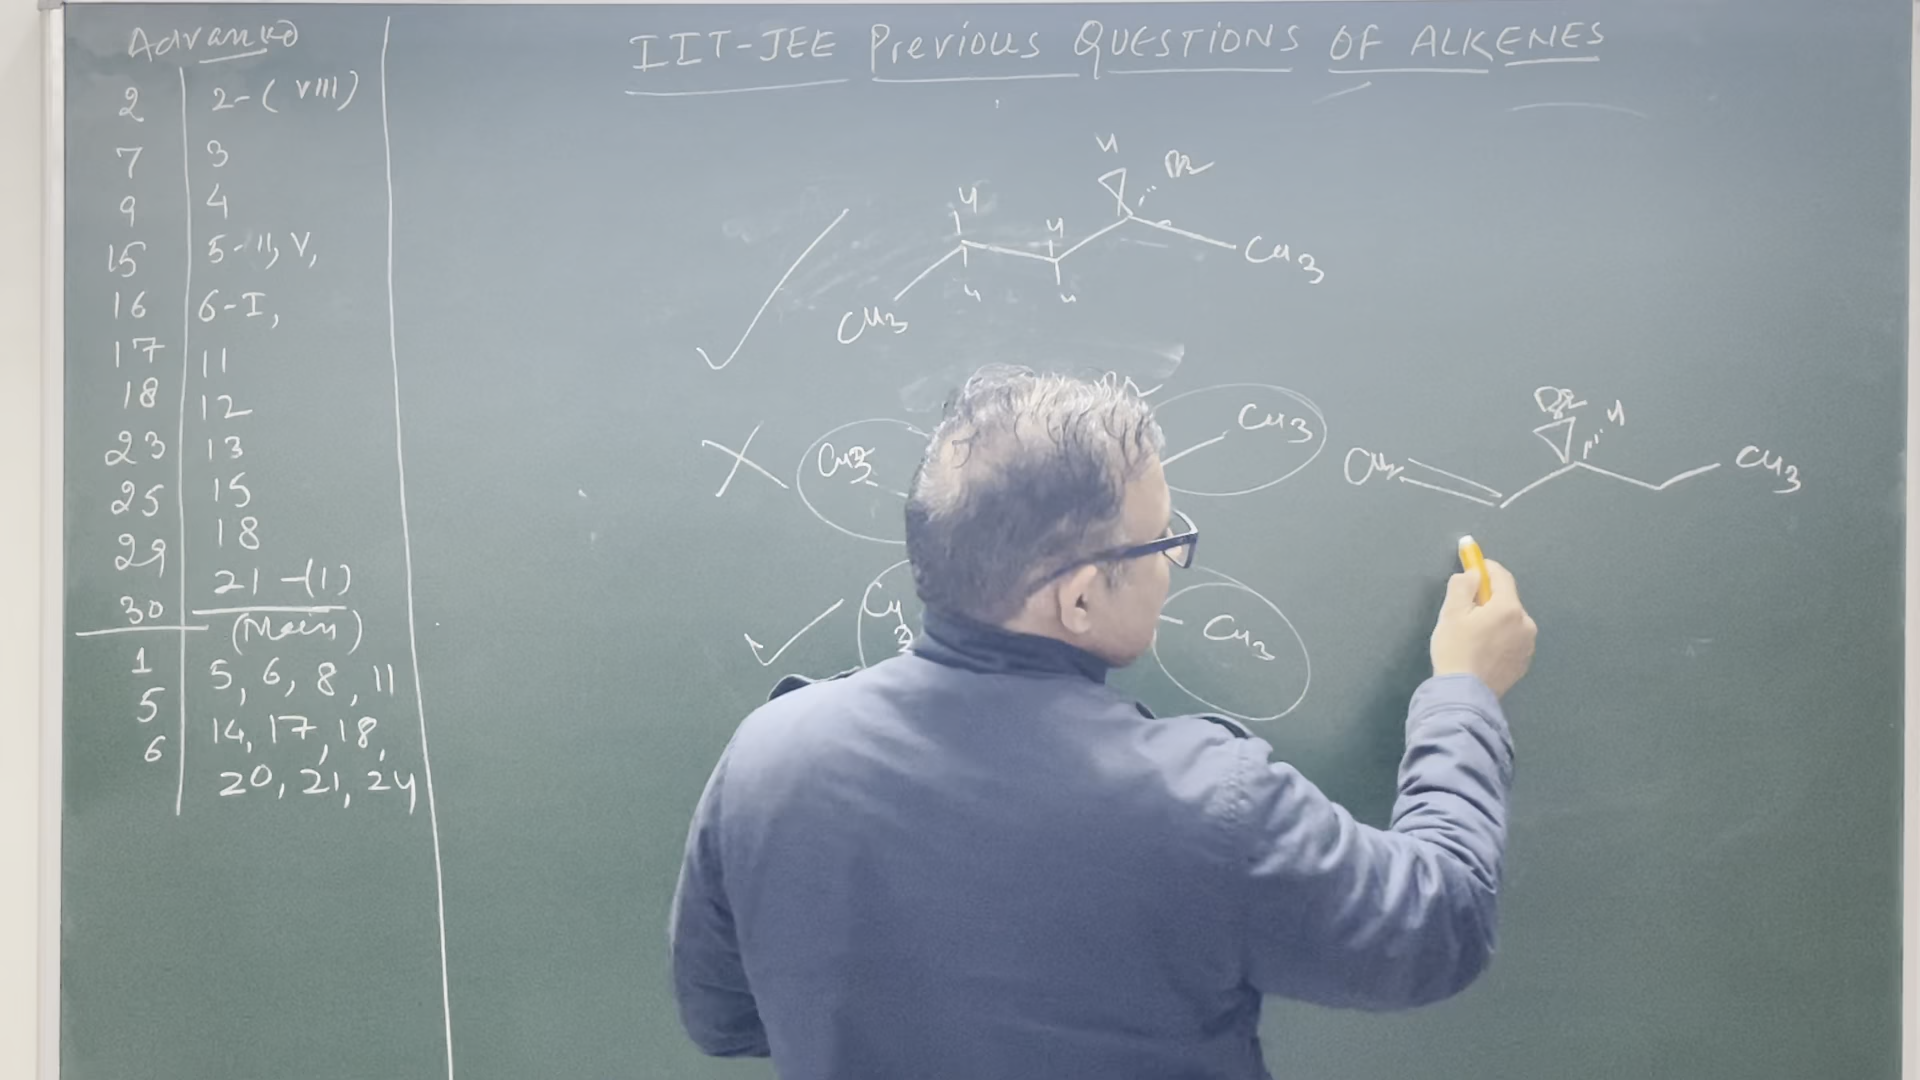 Advanced
IIT-JEE Previous QUESTIONS OF ALKENES
2 2-(VIII)
7 3
9 4
15 5-II, V,
16 6-I,
17 11
18 12
23 13
25 15
29 18
30 21-(1)
(Main)
1 5, 6, 8, 11
5 14, 17, 18,
6 20, 21, 24
H Br
H H
CH3
H H
CH3
CH3 CH3
Br H
CH2 CH3
CH3 CH3